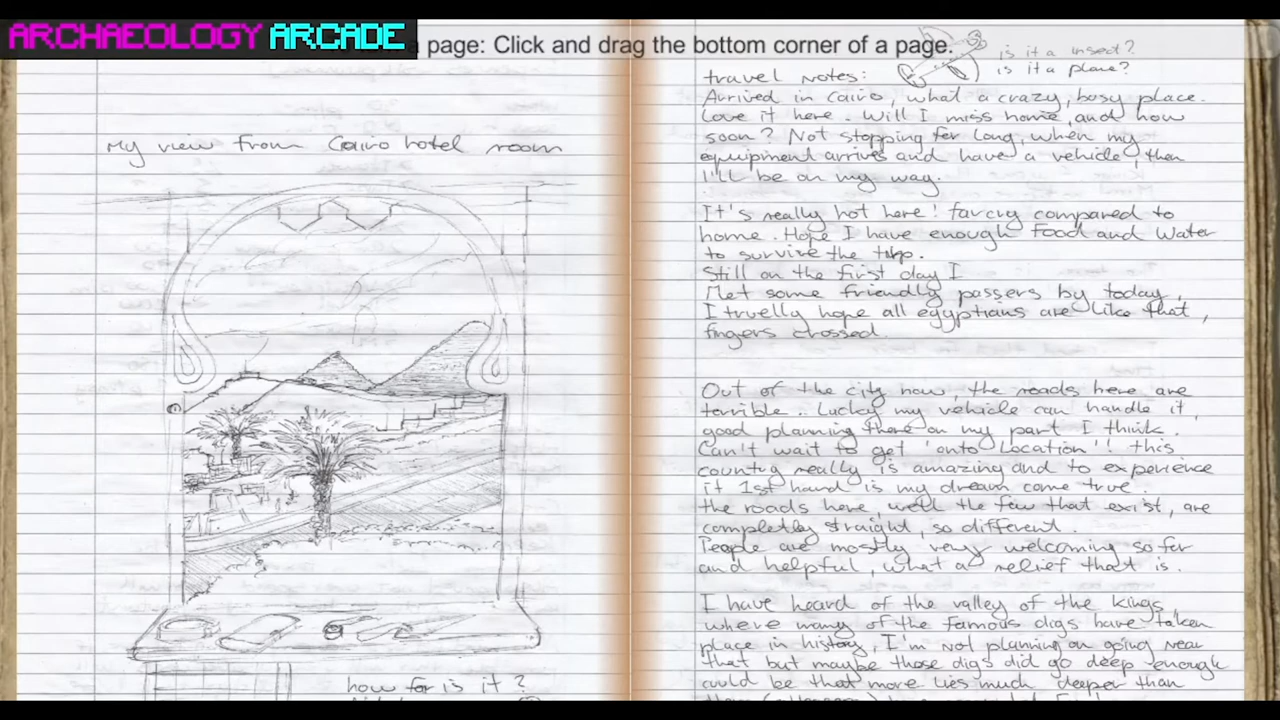 ARCHAEOLOGY ARCADE
a page: Click and drag the bottom corner of a page.
My view from Cairo hotel room
how far is it?
is it a insect?
is it a plane?
travel notes:
Arrived in Cairo, what a crazy, busy place.
Love it here. Will I miss home, and how
soon? Not stopping for long, when my
equipment arrives and have a vehicle, then
I'll be on my way.
It's really hot here! far cry compared to
home. Hope I have enough food and water
to survive the
Still on the first day I
Met some friendly passers by today,
I truelly hope all egyptians are like that,
fingers crossed.
Out of the city now, the roads here are
terrible.. Luckey my vehicle can handle it,
good planning there on my part I think.
Can't wait to get 'onto Location'! this
country really is amazing and to experience
it 1st hand is my dream come true.
the roads here, well the few that exist, are
completley straight, so different.
People are mostly very welcoming so far
and helpful, what a relief that is.
I have heard of the valley of the kings,
where many of the famous digs have taken
place in history, I'm not planning on going near
that but maybe those digs did go deep enough
could be that more lies much deeper than